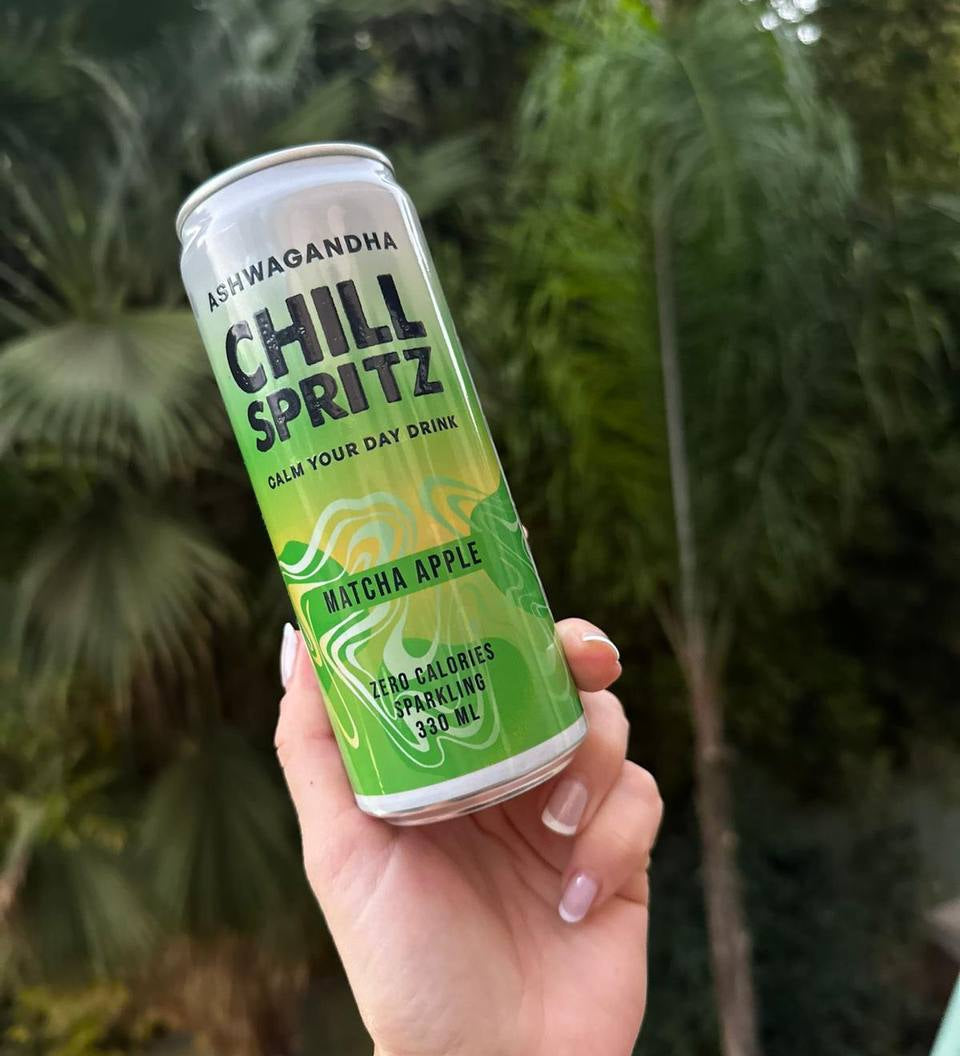 ASHWAGANDHA
CHILL
SPRITZ
CALM YOUR DAY DRINK
MATCHA APPLE
ZERO CALORIES
SPARKLING
330 ML